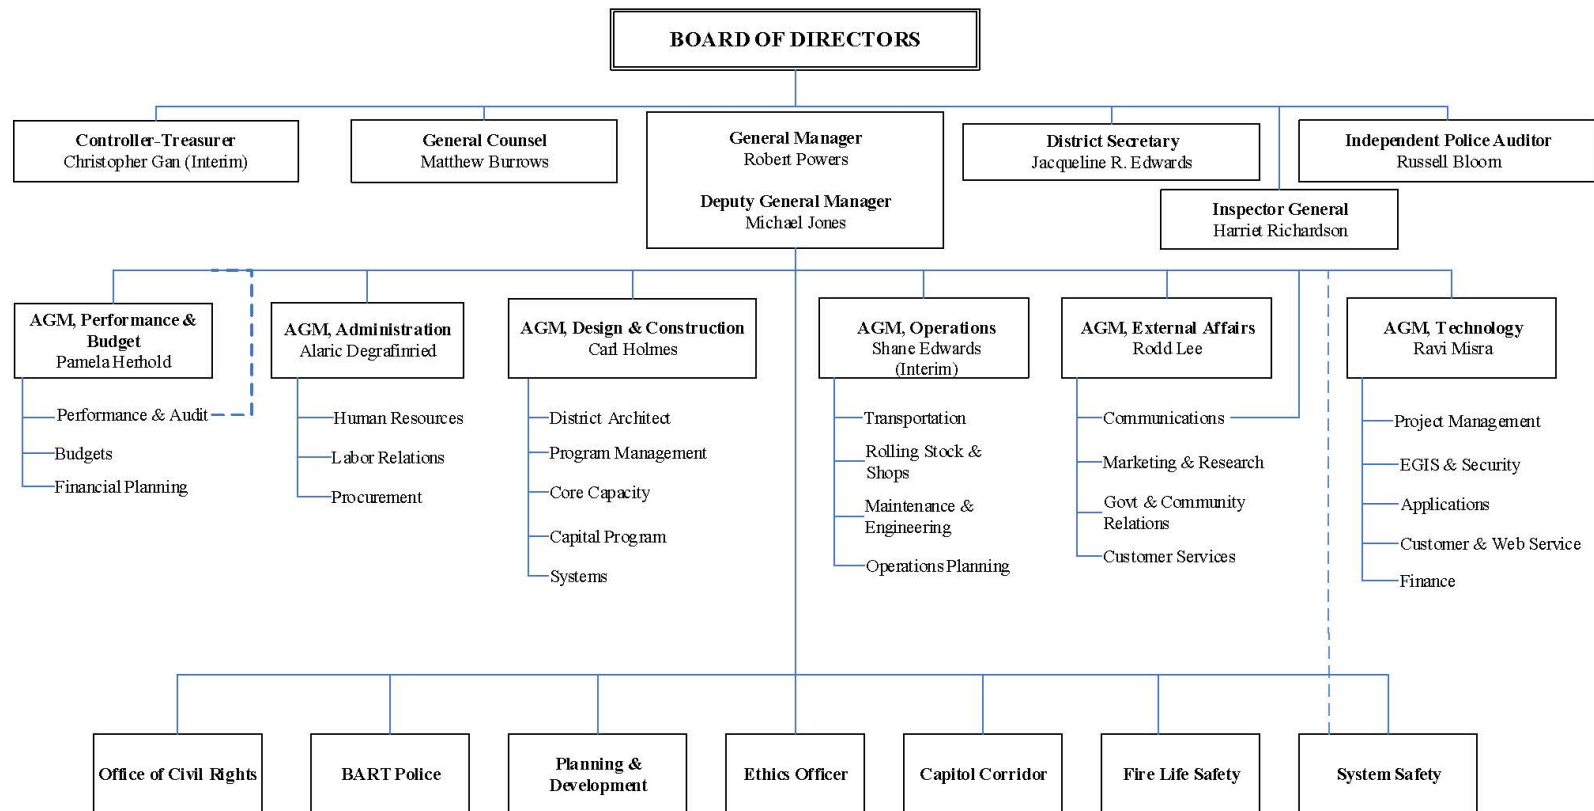 BOARD OF DIRECTORS
Controller-Treasurer
Christopher Gan (Interim)
General Counsel
Matthew Burrows
General Manager
Robert Powers
Deputy General Manager
Michael Jones
District Secretary
Jacqueline R. Edwards
Independent Police Auditor
Russell Bloom
Inspector General
Harriet Richardson
AGM, Performance &
Budget
Pamela Herhold
Performance & Audit
Budgets
Financial Planning
AGM, Administration
Alaric Degrafinried
Human Resources
Labor Relations
Procurement
AGM, Design & Construction
Carl Holmes
District Architect
Program Management
Core Capacity
Capital Program
Systems
AGM, Operations
Shane Edwards
(Interim)
Transportation
Rolling Stock &
Shops
Maintenance &
Engineering
Operations Planning
AGM, External Affairs
Rodd Lee
Communications
Marketing & Research
Govt & Community
Relations
Customer Services
AGM, Technology
Ravi Misra
Project Management
EGIS & Security
Applications
Customer & Web Service
Finance
Office of Civil Rights
BART Police
Planning &
Development
Ethics Officer
Capitol Corridor
Fire Life Safety
System Safety